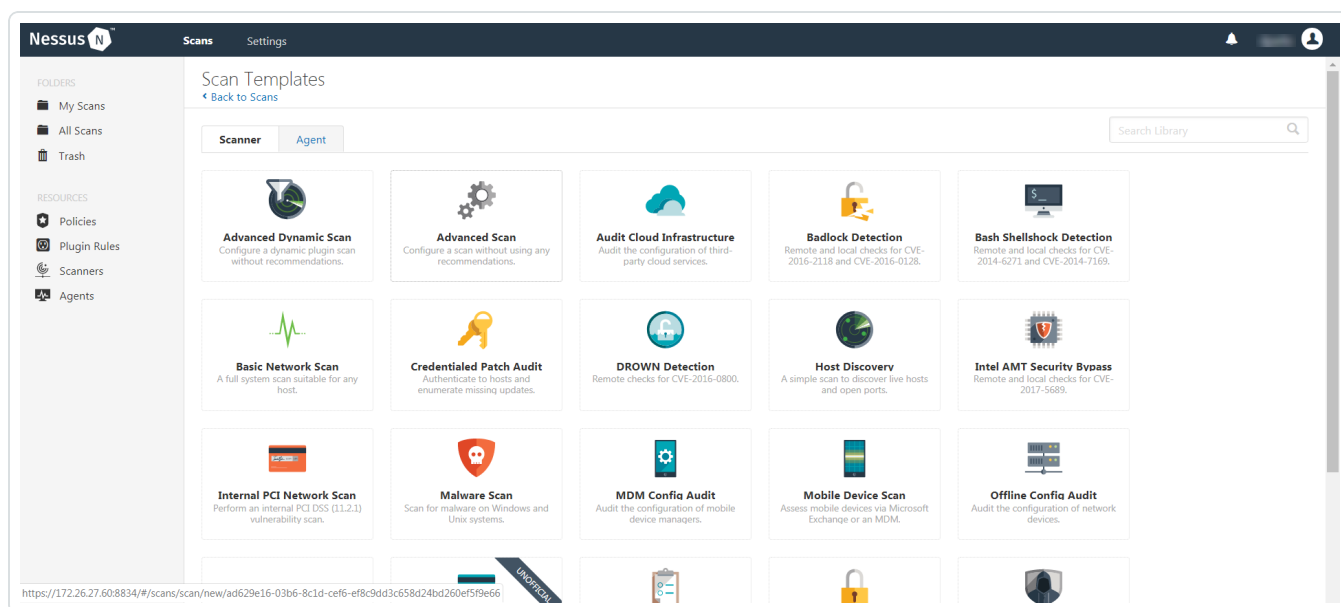 Nessus N
Scans Settings
FOLDERS
My Scans
All Scans
Trash
RESOURCES
Policies
Plugin Rules
Scanners
Agents
Scan Templates
Back to Scans
Scanner Agent
Search Library
Advanced Dynamic Scan
Configure a dynamic plugin scan
without recommendations.
Advanced Scan
Configure a scan without using any
recommendations.
Audit Cloud Infrastructure
Audit the configuration of third-
party cloud services.
Badlock Detection
Remote and local checks for CVE-
2016-2118 and CVE-2016-0128.
Bash Shellshock Detection
Remote and local checks for CVE-
2014-6271 and CVE-2014-7169.
Basic Network Scan
A full system scan suitable for any
host.
Credentialed Patch Audit
Authenticate to hosts and
enumerate missing updates.
DROWN Detection
Remote checks for CVE-2016-0800.
Host Discovery
A simple scan to discover live hosts
and open ports.
Intel AMT Security Bypass
Remote and local checks for CVE-
2017-5689.
Internal PCI Network Scan
Perform an internal PCI DSS (11.2.1)
vulnerability scan.
Malware Scan
Scan for malware on Windows and
Unix systems.
MDM Config Audit
Audit the configuration of mobile
device managers.
Mobile Device Scan
Assess mobile devices via Microsoft
Exchange or an MDM.
Offline Config Audit
Audit the configuration of network
devices.
UNOFFICIAL
https://172.26.27.60:8834/#/scans/scan/new/ad629e16-03b6-8c1d-cef6-ef8c9dd3c658d24bd260ef5f9e66